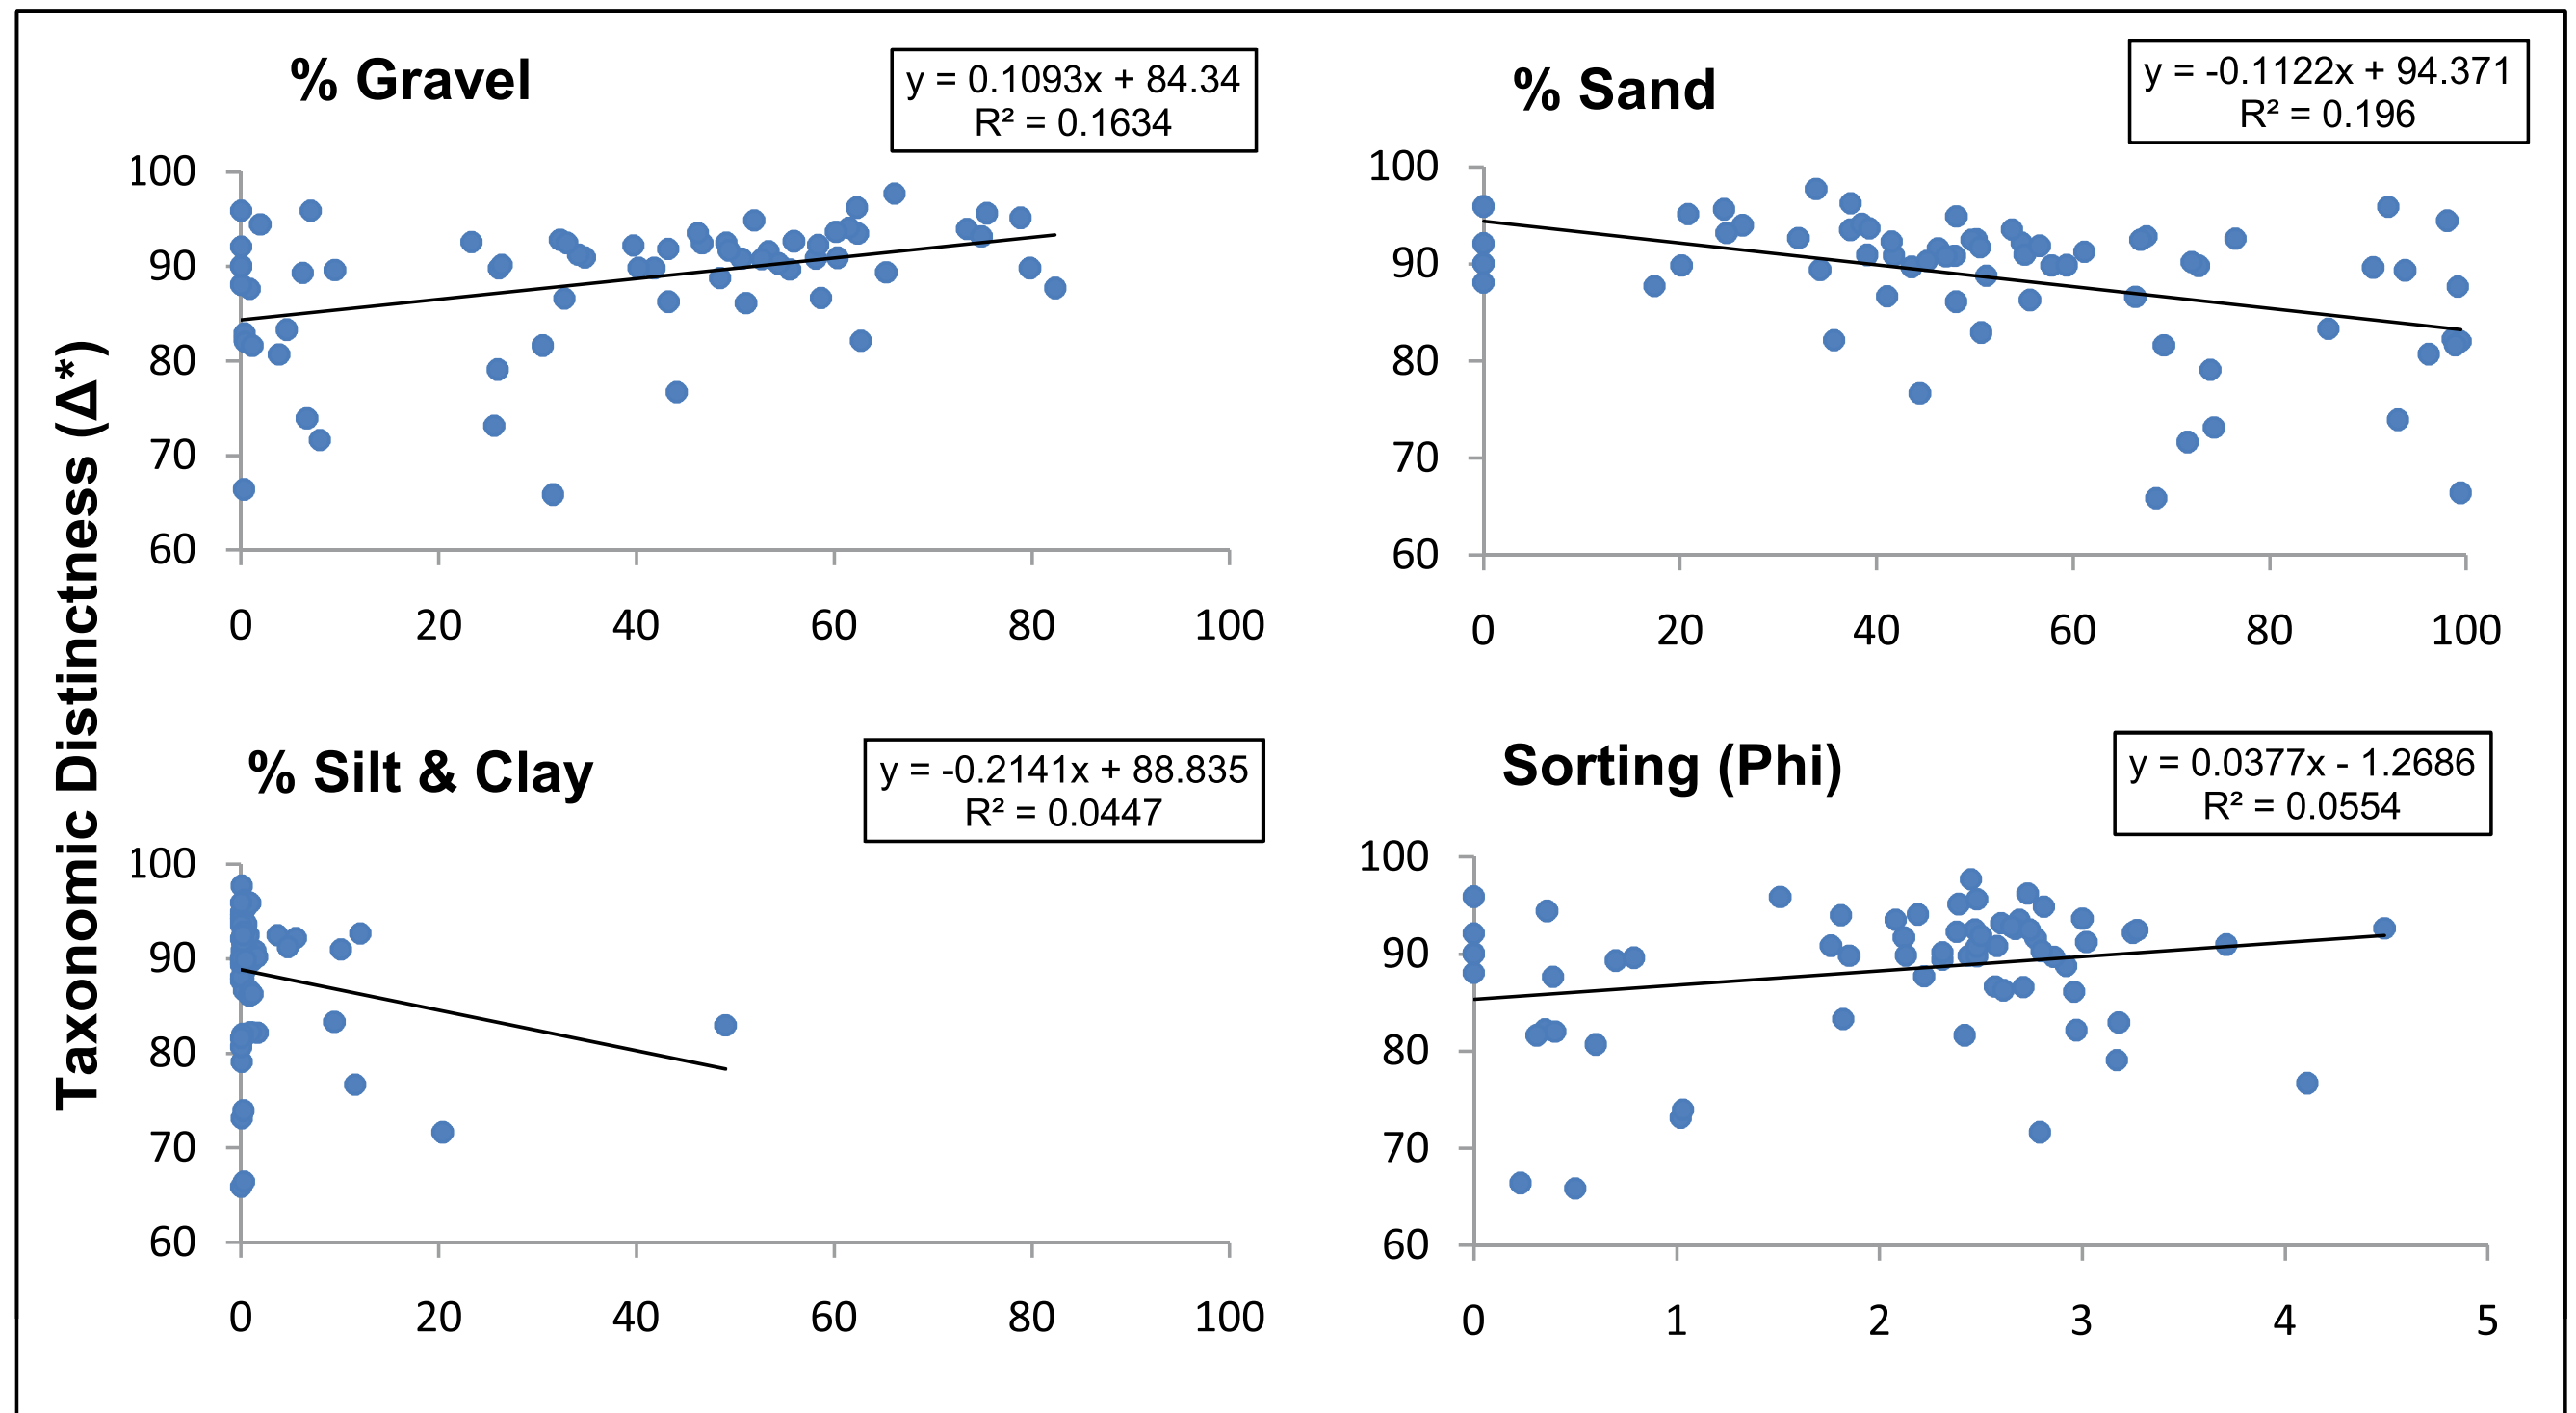 Taxonomic Distinctness (Δ*)
% Gravel
y = 0.1093x + 84.34
R² = 0.1634
100
90
80
70
60
0 20 40 60 80 100
% Sand
y = -0.1122x + 94.371
R² = 0.196
100
90
80
70
60
0 20 40 60 80 100
% Silt & Clay
y = -0.2141x + 88.835
R² = 0.0447
100
90
80
70
60
0 20 40 60 80 100
Sorting (Phi)
y = 0.0377x - 1.2686
R² = 0.0554
100
90
80
70
60
0 1 2 3 4 5